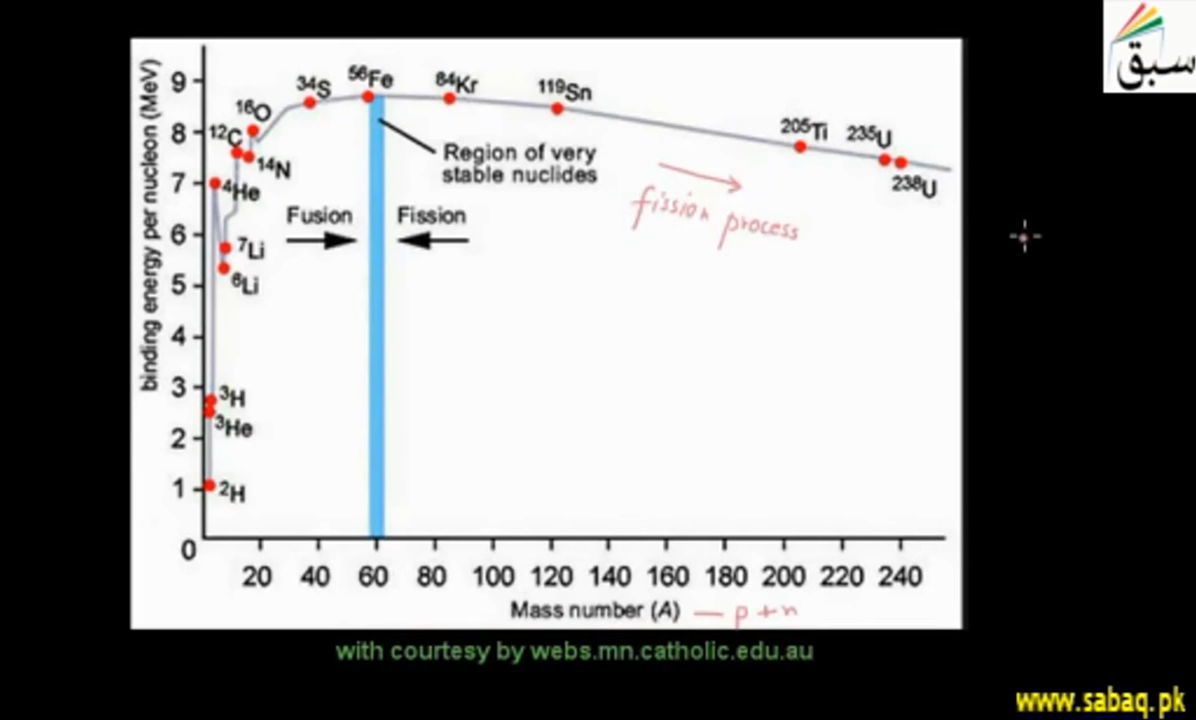 سبق
binding energy per nucleon (MeV)
9
8
7
6
5
4
3
2
1
0
56Fe
34S
84Kr
119Sn
16O
12C
14N
205Ti
235U
238U
4He
7Li
6Li
3H
3He
2H
Region of very
stable nuclides
Fusion
Fission
fission process
20 40 60 80 100 120 140 160 180 200 220 240
Mass number (A) — p + n
with courtesy by webs.mn.catholic.edu.au
www.sabaq.pk